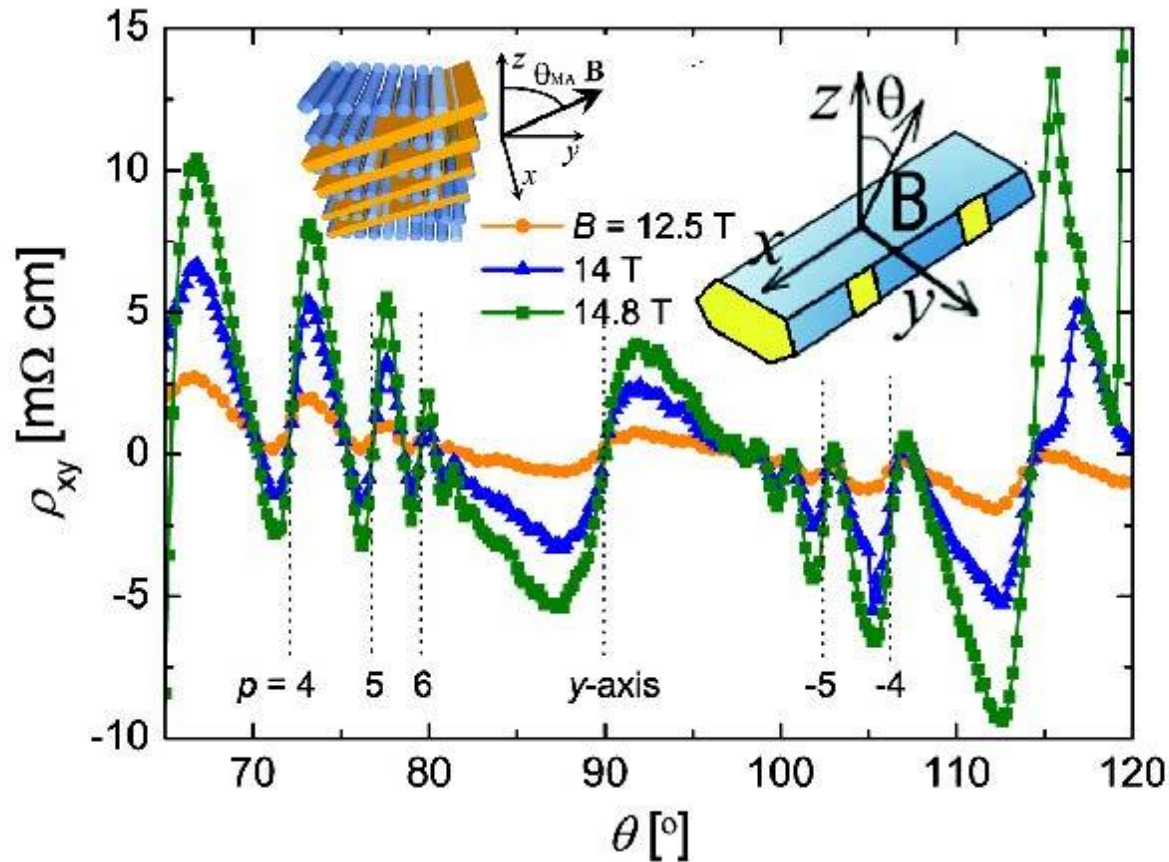 15
10
5
0
-5
-10
ρxy [mΩ cm]
z
θMA B
y
x
B = 12.5 T
14 T
14.8 T
z θ
B
x
y
p = 4
5
6
y-axis
-5
-4
70
80
90
100
110
120
θ [º]